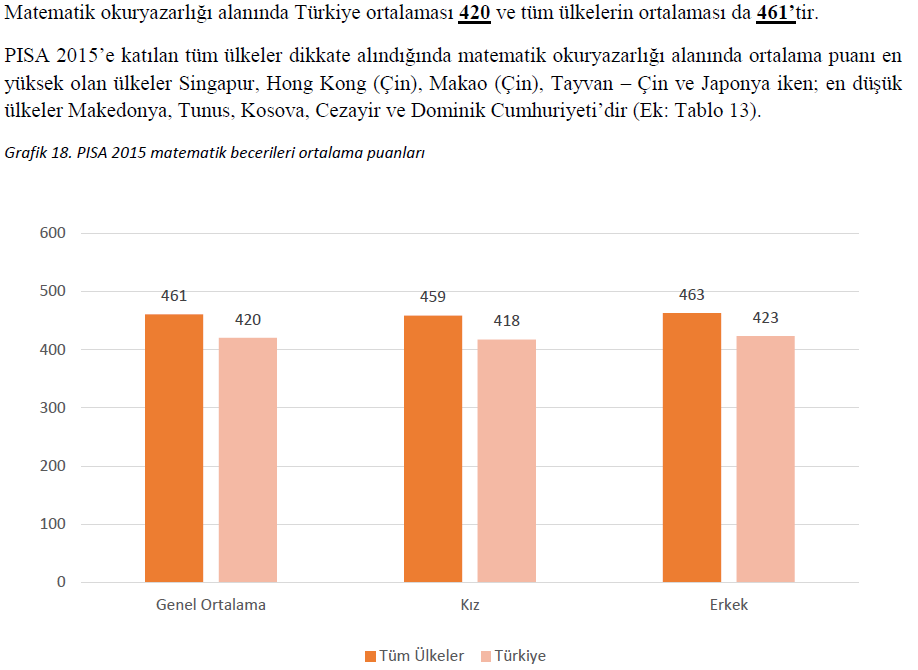 Matematik okuryazarlığı alanında Türkiye ortalaması 420 ve tüm ülkelerin ortalaması da 461’tir.
PISA 2015’e katılan tüm ülkeler dikkate alındığında matematik okuryazarlığı alanında ortalama puanı en
yüksek olan ülkeler Singapur, Hong Kong (Çin), Makao (Çin), Tayvan – Çin ve Japonya iken; en düşük
ülkeler Makedonya, Tunus, Kosova, Cezayir ve Dominik Cumhuriyeti’dir (Ek: Tablo 13).
Grafik 18. PISA 2015 matematik becerileri ortalama puanları
600
500
400
300
200
100
0
461
420
459
418
463
423
Genel Ortalama
Kız
Erkek
Tüm Ülkeler
Türkiye